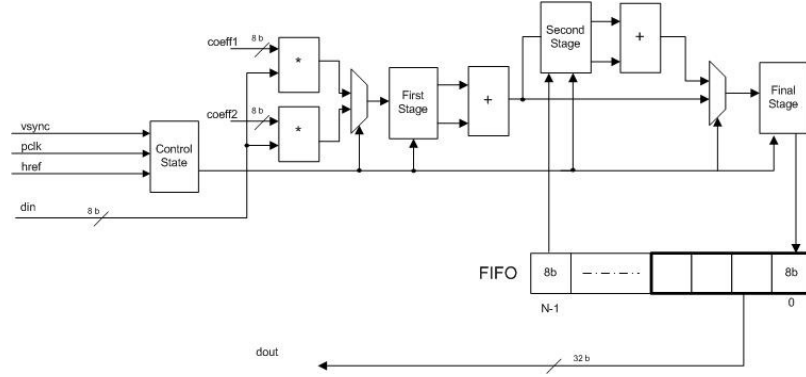 coeff1
8 b
*
coeff2
8 b
*
First
Stage
+
Second
Stage
+
Final
Stage
vsync
pclk
href
Control
State
din
8 b
FIFO
8b
8b
N-1
0
dout
32 b